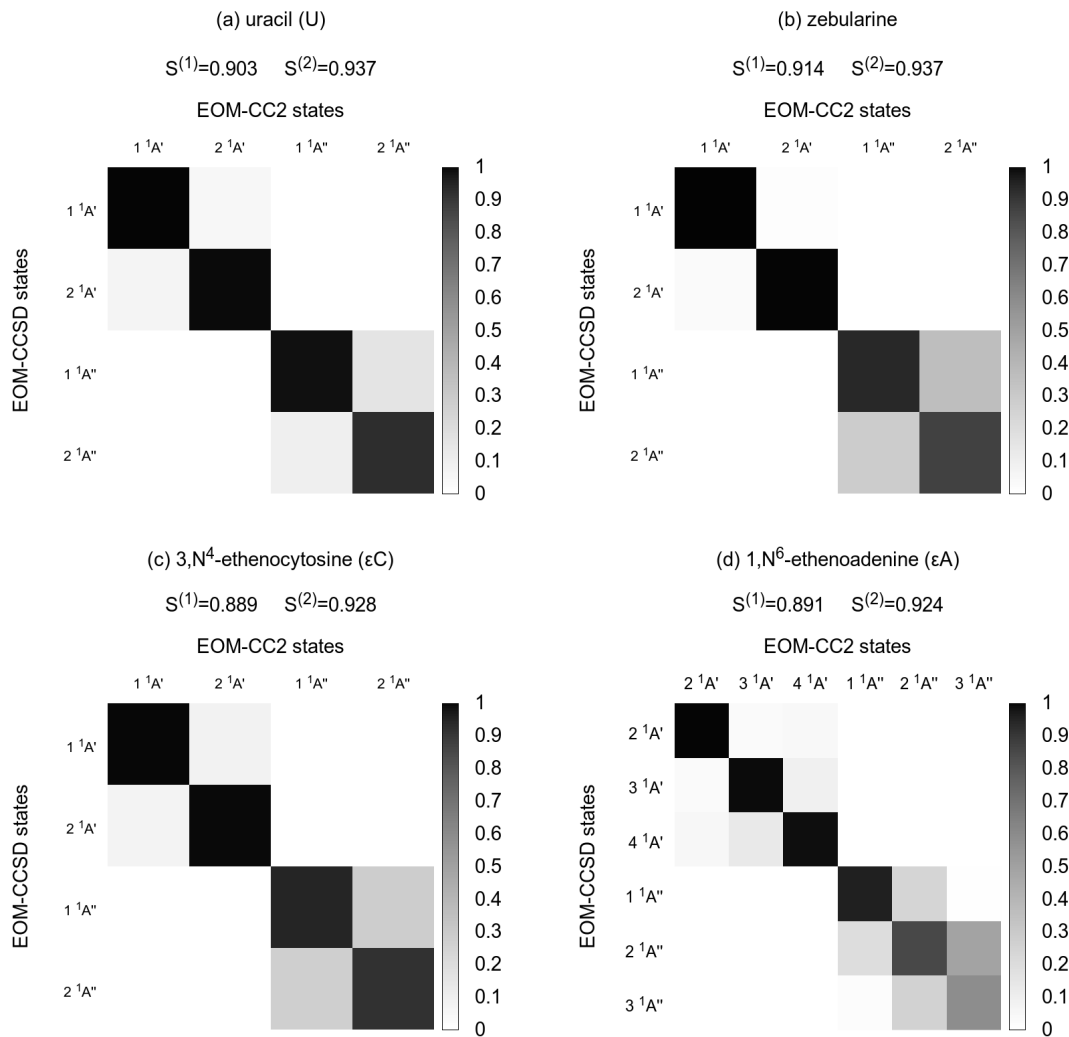 (a) uracil (U)
S(1)=0.903 S(2)=0.937
EOM-CC2 states
1 1A' 2 1A' 1 1A'' 2 1A''
EOM-CCSD states
1 1A'
2 1A'
1 1A''
2 1A''
1
0.9
0.8
0.7
0.6
0.5
0.4
0.3
0.2
0.1
0
(b) zebularine
S(1)=0.914 S(2)=0.937
EOM-CC2 states
1 1A' 2 1A' 1 1A'' 2 1A''
EOM-CCSD states
1 1A'
2 1A'
1 1A''
2 1A''
1
0.9
0.8
0.7
0.6
0.5
0.4
0.3
0.2
0.1
0
(c) 3,N4-ethenocytosine (εC)
S(1)=0.889 S(2)=0.928
EOM-CC2 states
1 1A' 2 1A' 1 1A'' 2 1A''
EOM-CCSD states
1 1A'
2 1A'
1 1A''
2 1A''
1
0.9
0.8
0.7
0.6
0.5
0.4
0.3
0.2
0.1
0
(d) 1,N6-ethenoadenine (εA)
S(1)=0.891 S(2)=0.924
EOM-CC2 states
2 1A' 3 1A' 4 1A' 1 1A'' 2 1A'' 3 1A''
EOM-CCSD states
2 1A'
3 1A'
4 1A'
1 1A''
2 1A''
3 1A''
1
0.9
0.8
0.7
0.6
0.5
0.4
0.3
0.2
0.1
0